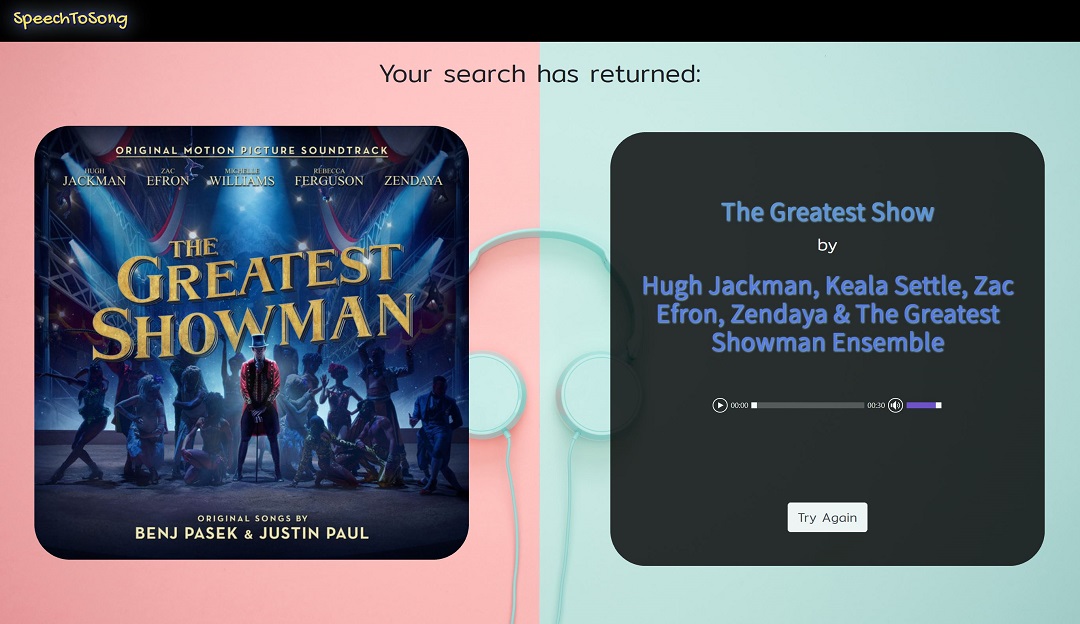 SpeechToSong
Your search has returned:
ORIGINAL MOTION PICTURE SOUNDTRACK
HUGH JACKMAN ZAC EFRON MICHELLE WILLIAMS REBECCA FERGUSON ZENDAYA
THE
GREATEST
SHOWMAN
ORIGINAL SONGS BY
BENJ PASEK & JUSTIN PAUL
The Greatest Show
by
Hugh Jackman, Keala Settle, Zac
Efron, Zendaya & The Greatest
Showman Ensemble
00:00 00:30
Try Again